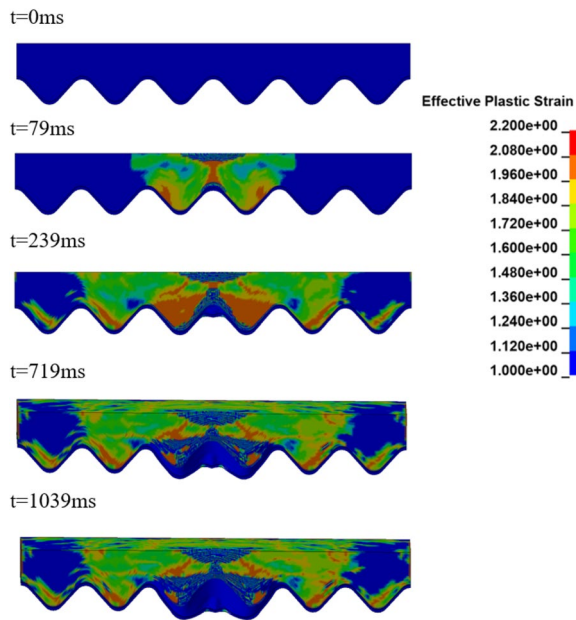 t=0ms
t=79ms
t=239ms
t=719ms
t=1039ms
Effective Plastic Strain
2.200e+00
2.080e+00
1.960e+00
1.840e+00
1.720e+00
1.600e+00
1.480e+00
1.360e+00
1.240e+00
1.120e+00
1.000e+00